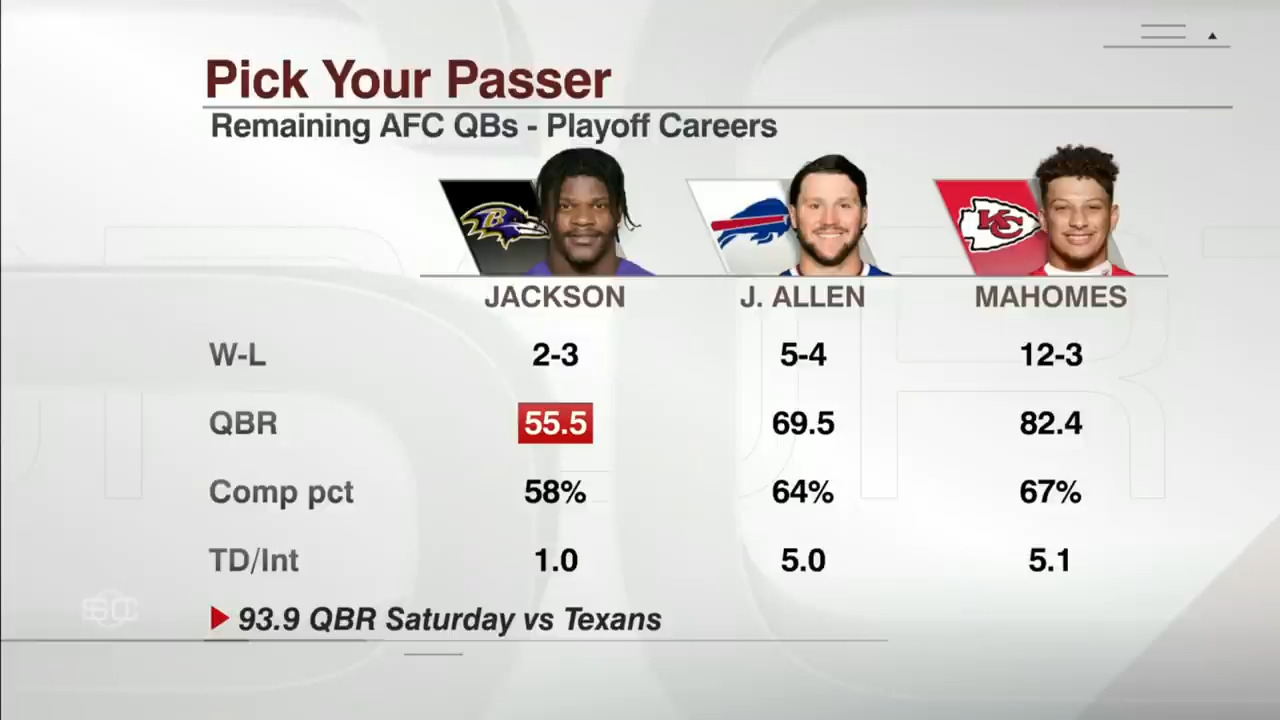 Pick Your Passer
Remaining AFC QBs - Playoff Careers
B
KC
JACKSON J. ALLEN MAHOMES
W-L 2-3 5-4 12-3
QBR 55.5 69.5 82.4
Comp pct 58% 64% 67%
TD/Int 1.0 5.0 5.1
SC
93.9 QBR Saturday vs Texans